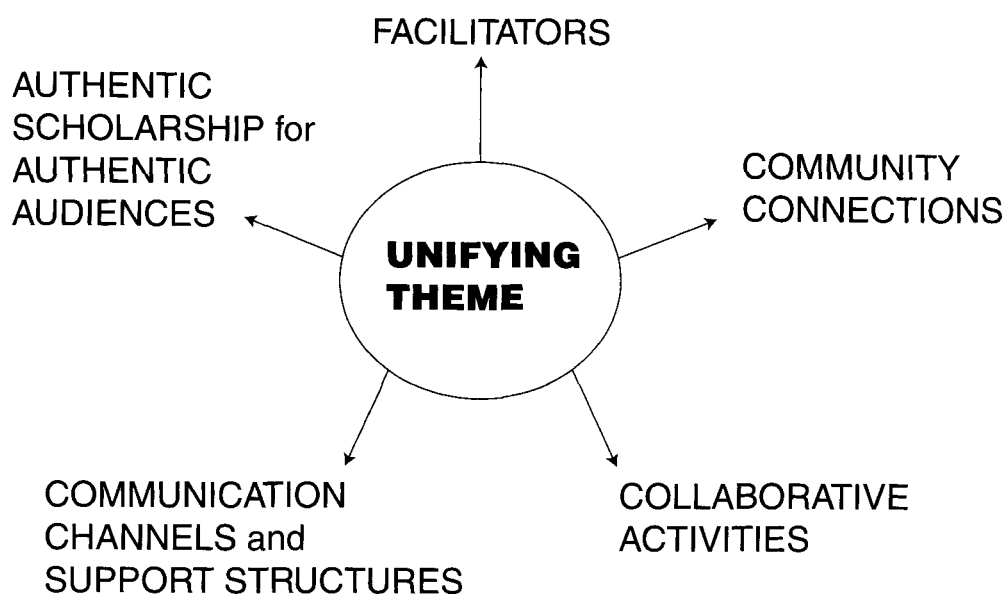 FACILITATORS
AUTHENTIC
SCHOLARSHIP for
AUTHENTIC
AUDIENCES
COMMUNITY
CONNECTIONS
UNIFYING
THEME
COMMUNICATION
CHANNELS and
SUPPORT STRUCTURES
COLLABORATIVE
ACTIVITIES